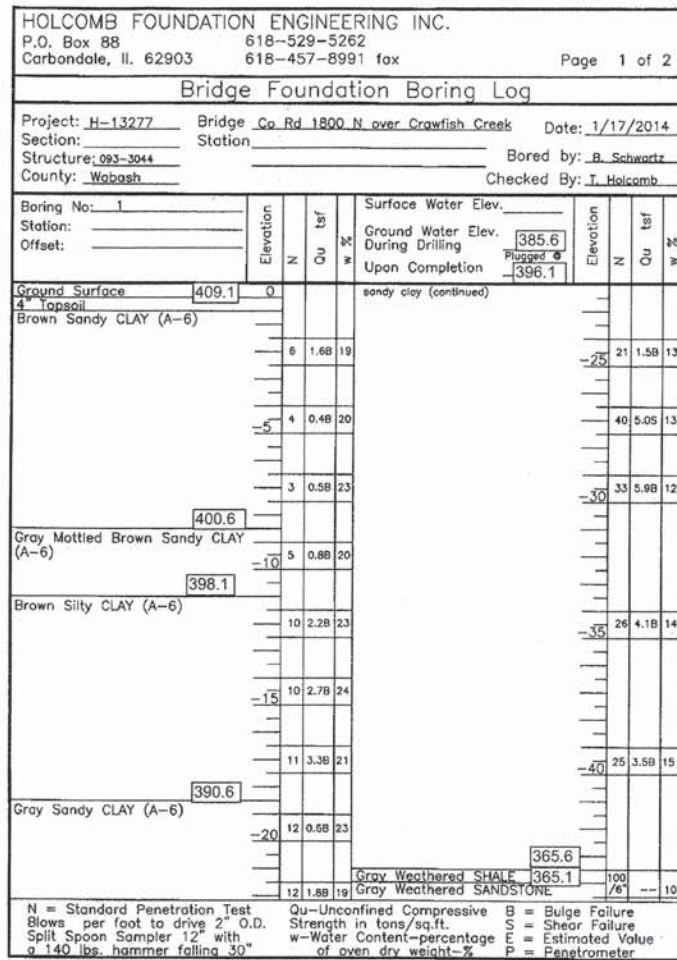 HOLCOMB FOUNDATION ENGINEERING INC.
P.O. Box 88 618-529-5262
Carbondale, Il. 62903 618-457-8991 fax Page 1 of 2
Bridge Foundation Boring Log
Project: H-13277 Bridge Co Rd 1800 N over Crawfish Creek Date: 1/17/2014
Section: Station
Structure: 093-3044 Bored by: B. Schwartz
County: Wabash Checked By: T. Holcomb
Boring No: 1
Station:
Offset:
Elevation N Qu tsf w %
Surface Water Elev.
Ground Water Elev.
During Drilling 385.6
Plugged @
Upon Completion 396.1
Elevation N Qu tsf w %
Ground Surface 409.1 0
4" Topsoil
Brown Sandy CLAY (A-6)
6 1.6B 19
-5 4 0.4B 20
3 0.5B 23
400.6
Gray Mottled Brown Sandy CLAY
(A-6)
-10 5 0.8B 20
398.1
Brown Silty CLAY (A-6)
10 2.2B 23
-15 10 2.7B 24
11 3.3B 21
390.6
Gray Sandy CLAY (A-6)
-20 12 0.6B 23
12 1.8B 19
sandy clay (continued)
-25 21 1.5B 13
40 5.0S 13
-30 33 5.9B 12
-35 26 4.1B 14
-40 25 3.5B 15
365.6
Gray Weathered SHALE 365.1 100
Gray Weathered SANDSTONE /6" -- 10
N = Standard Penetration Test
Blows per foot to drive 2" O.D.
Split Spoon Sampler 12" with
a 140 lbs. hammer falling 30"
Qu-Unconfined Compressive
Strength in tons/sq.ft.
w-Water Content-percentage
of oven dry weight-%
B = Bulge Failure
S = Shear Failure
E = Estimated Value
P = Penetrometer